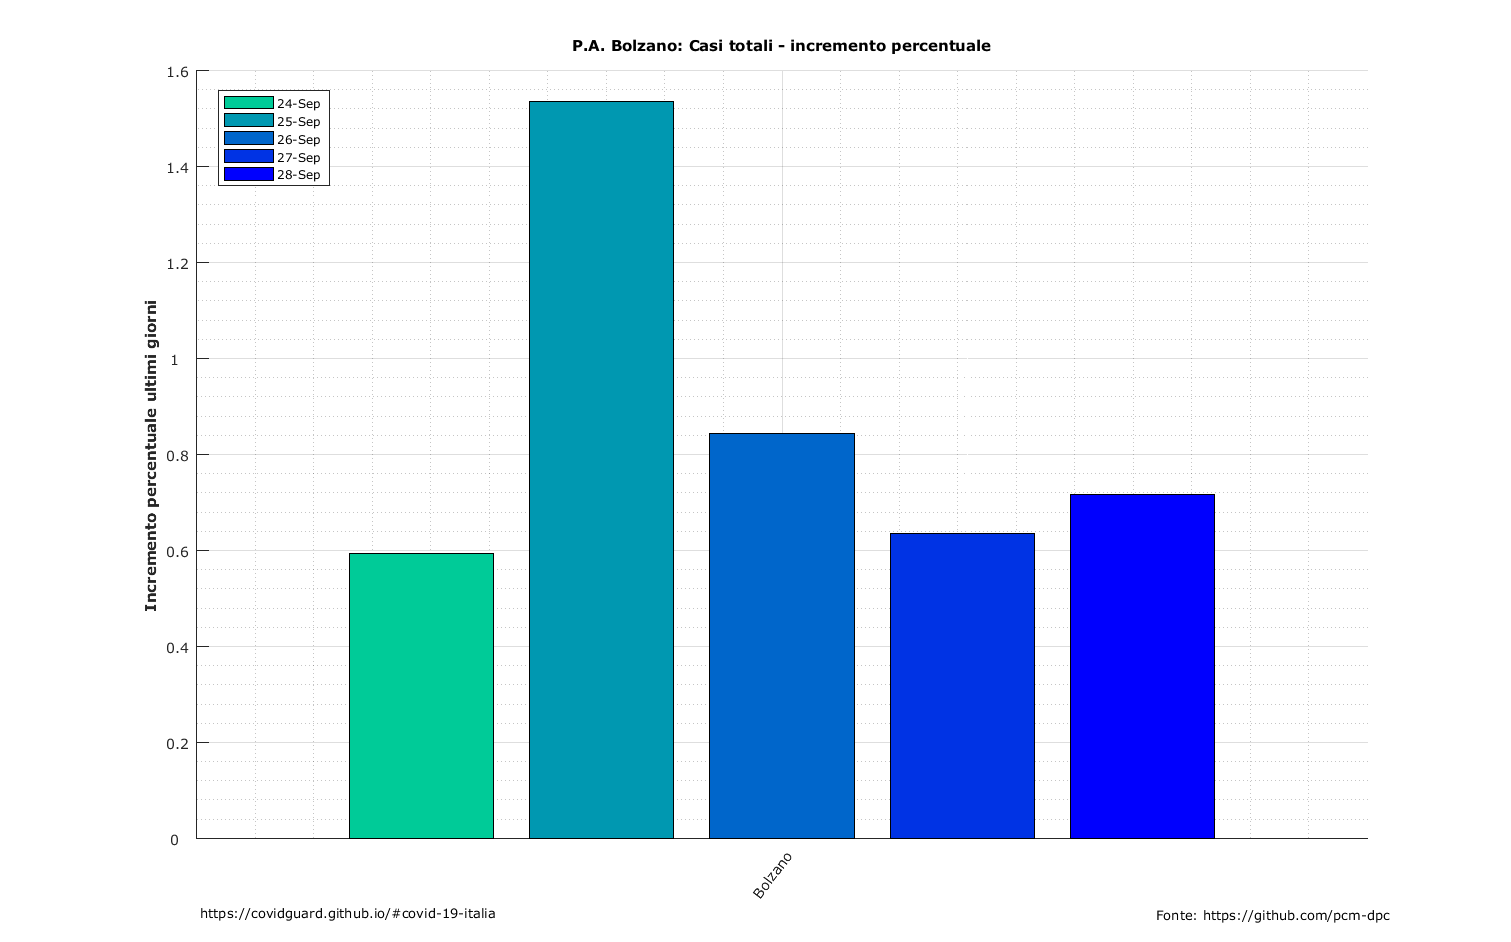 P.A. Bolzano: Casi totali - incremento percentuale
1.6
1.4
1.2
1
0.8
0.6
0.4
0.2
0
Incremento percentuale ultimi giorni
24-Sep
25-Sep
26-Sep
27-Sep
28-Sep
Bolzano
https://covidguard.github.io/#covid-19-italia
Fonte: https://github.com/pcm-dpc